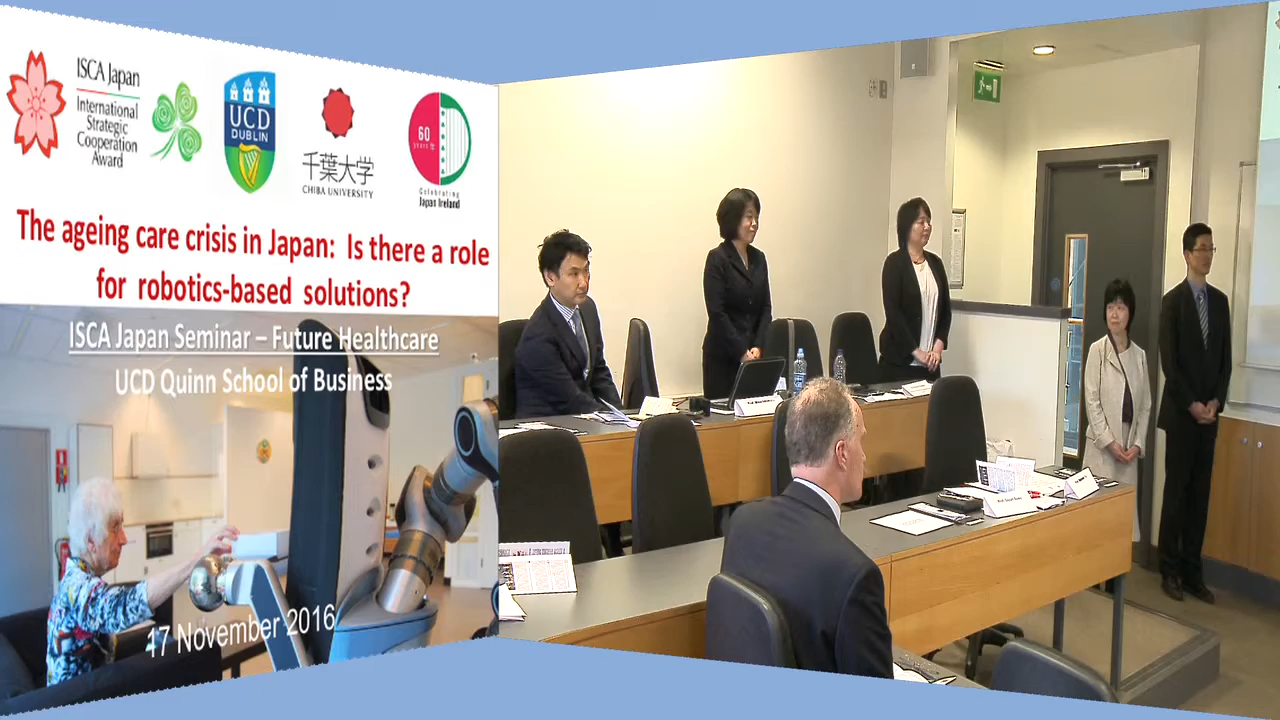 ISCA Japan
International
Strategic
Cooperation
Award
UCD
DUBLIN
千葉大学
CHIBA UNIVERSITY
60
years
Celebrating
Japan Ireland
The ageing care crisis in Japan: Is there a role
for robotics-based solutions?
ISCA Japan Seminar – Future Healthcare
UCD Quinn School of Business
17 November 2016